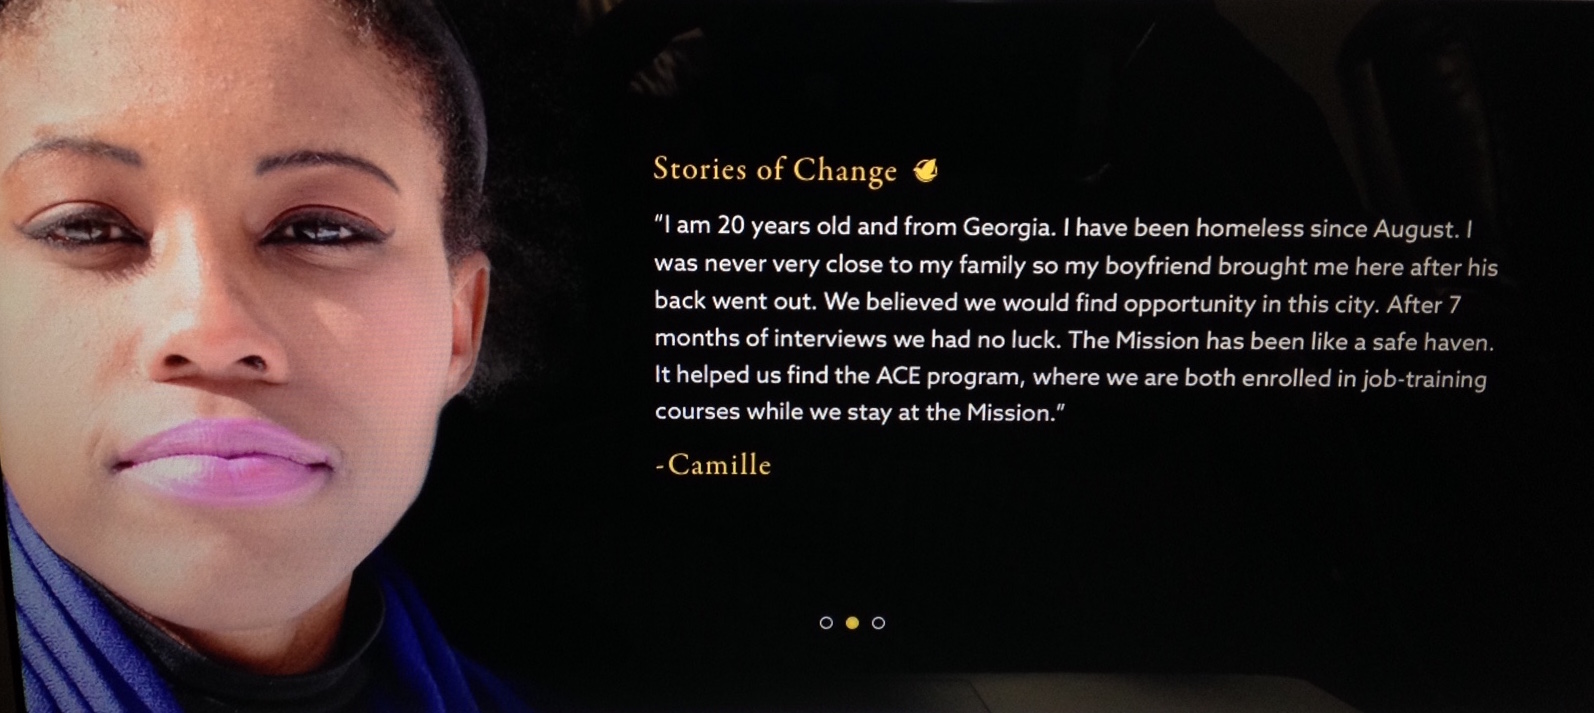 Stories of Change
“I am 20 years old and from Georgia. I have been homeless since August. I
was never very close to my family so my boyfriend brought me here after his
back went out. We believed we would find opportunity in this city. After 7
months of interviews we had no luck. The Mission has been like a safe haven.
It helped us find the ACE program, where we are both enrolled in job-training
courses while we stay at the Mission.”
-Camille